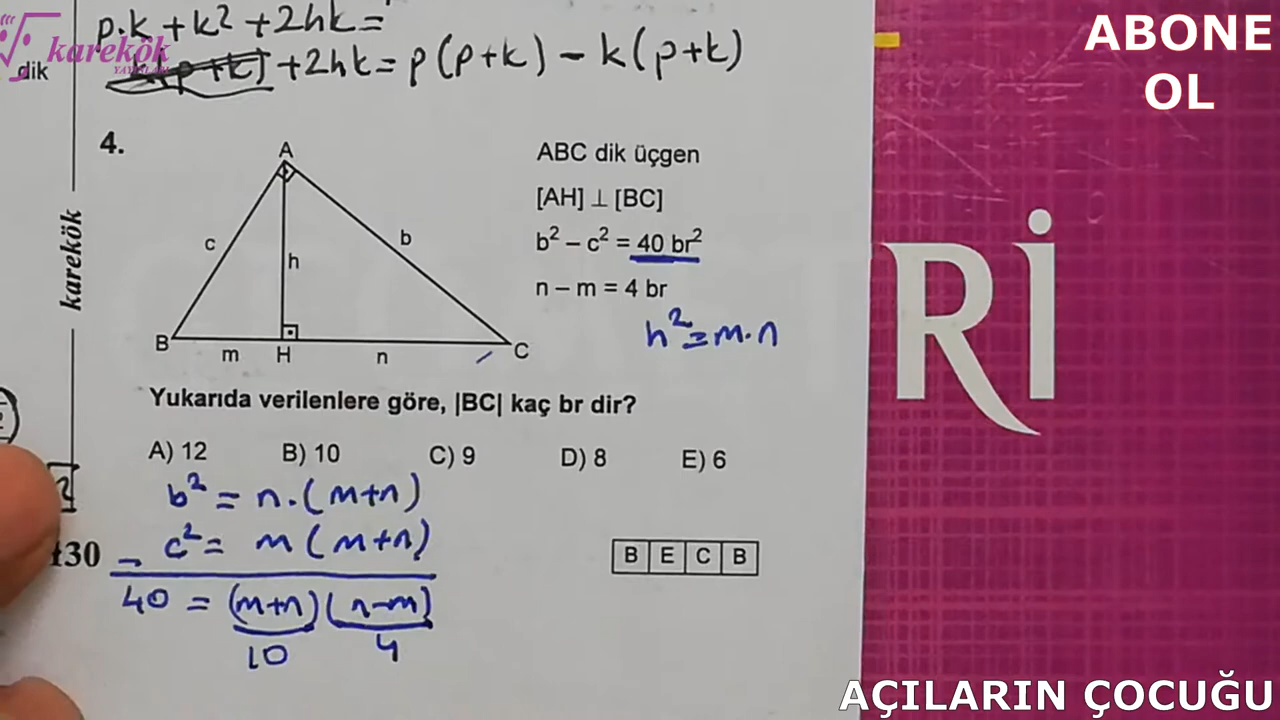 p.k + k² + 2hk =
+ 2hk = p(p+k) - k(p+k)
karekök
YAYINLARI
dik
ABONE
OL
4.
A
c
b
h
B
m
H
n
C
ABC dik üçgen
[AH] ⊥ [BC]
b² – c² = 40 br²
n – m = 4 br
h² = m.n
karekök
Rİ
Yukarıda verilenlere göre, |BC| kaç br dir?
A) 12 B) 10 C) 9 D) 8 E) 6
b² = n.(m+n)
c² = m(m+n)
–
40 = (m+n)(n-m)
10 4
B E C B
AÇILARIN ÇOCUĞU